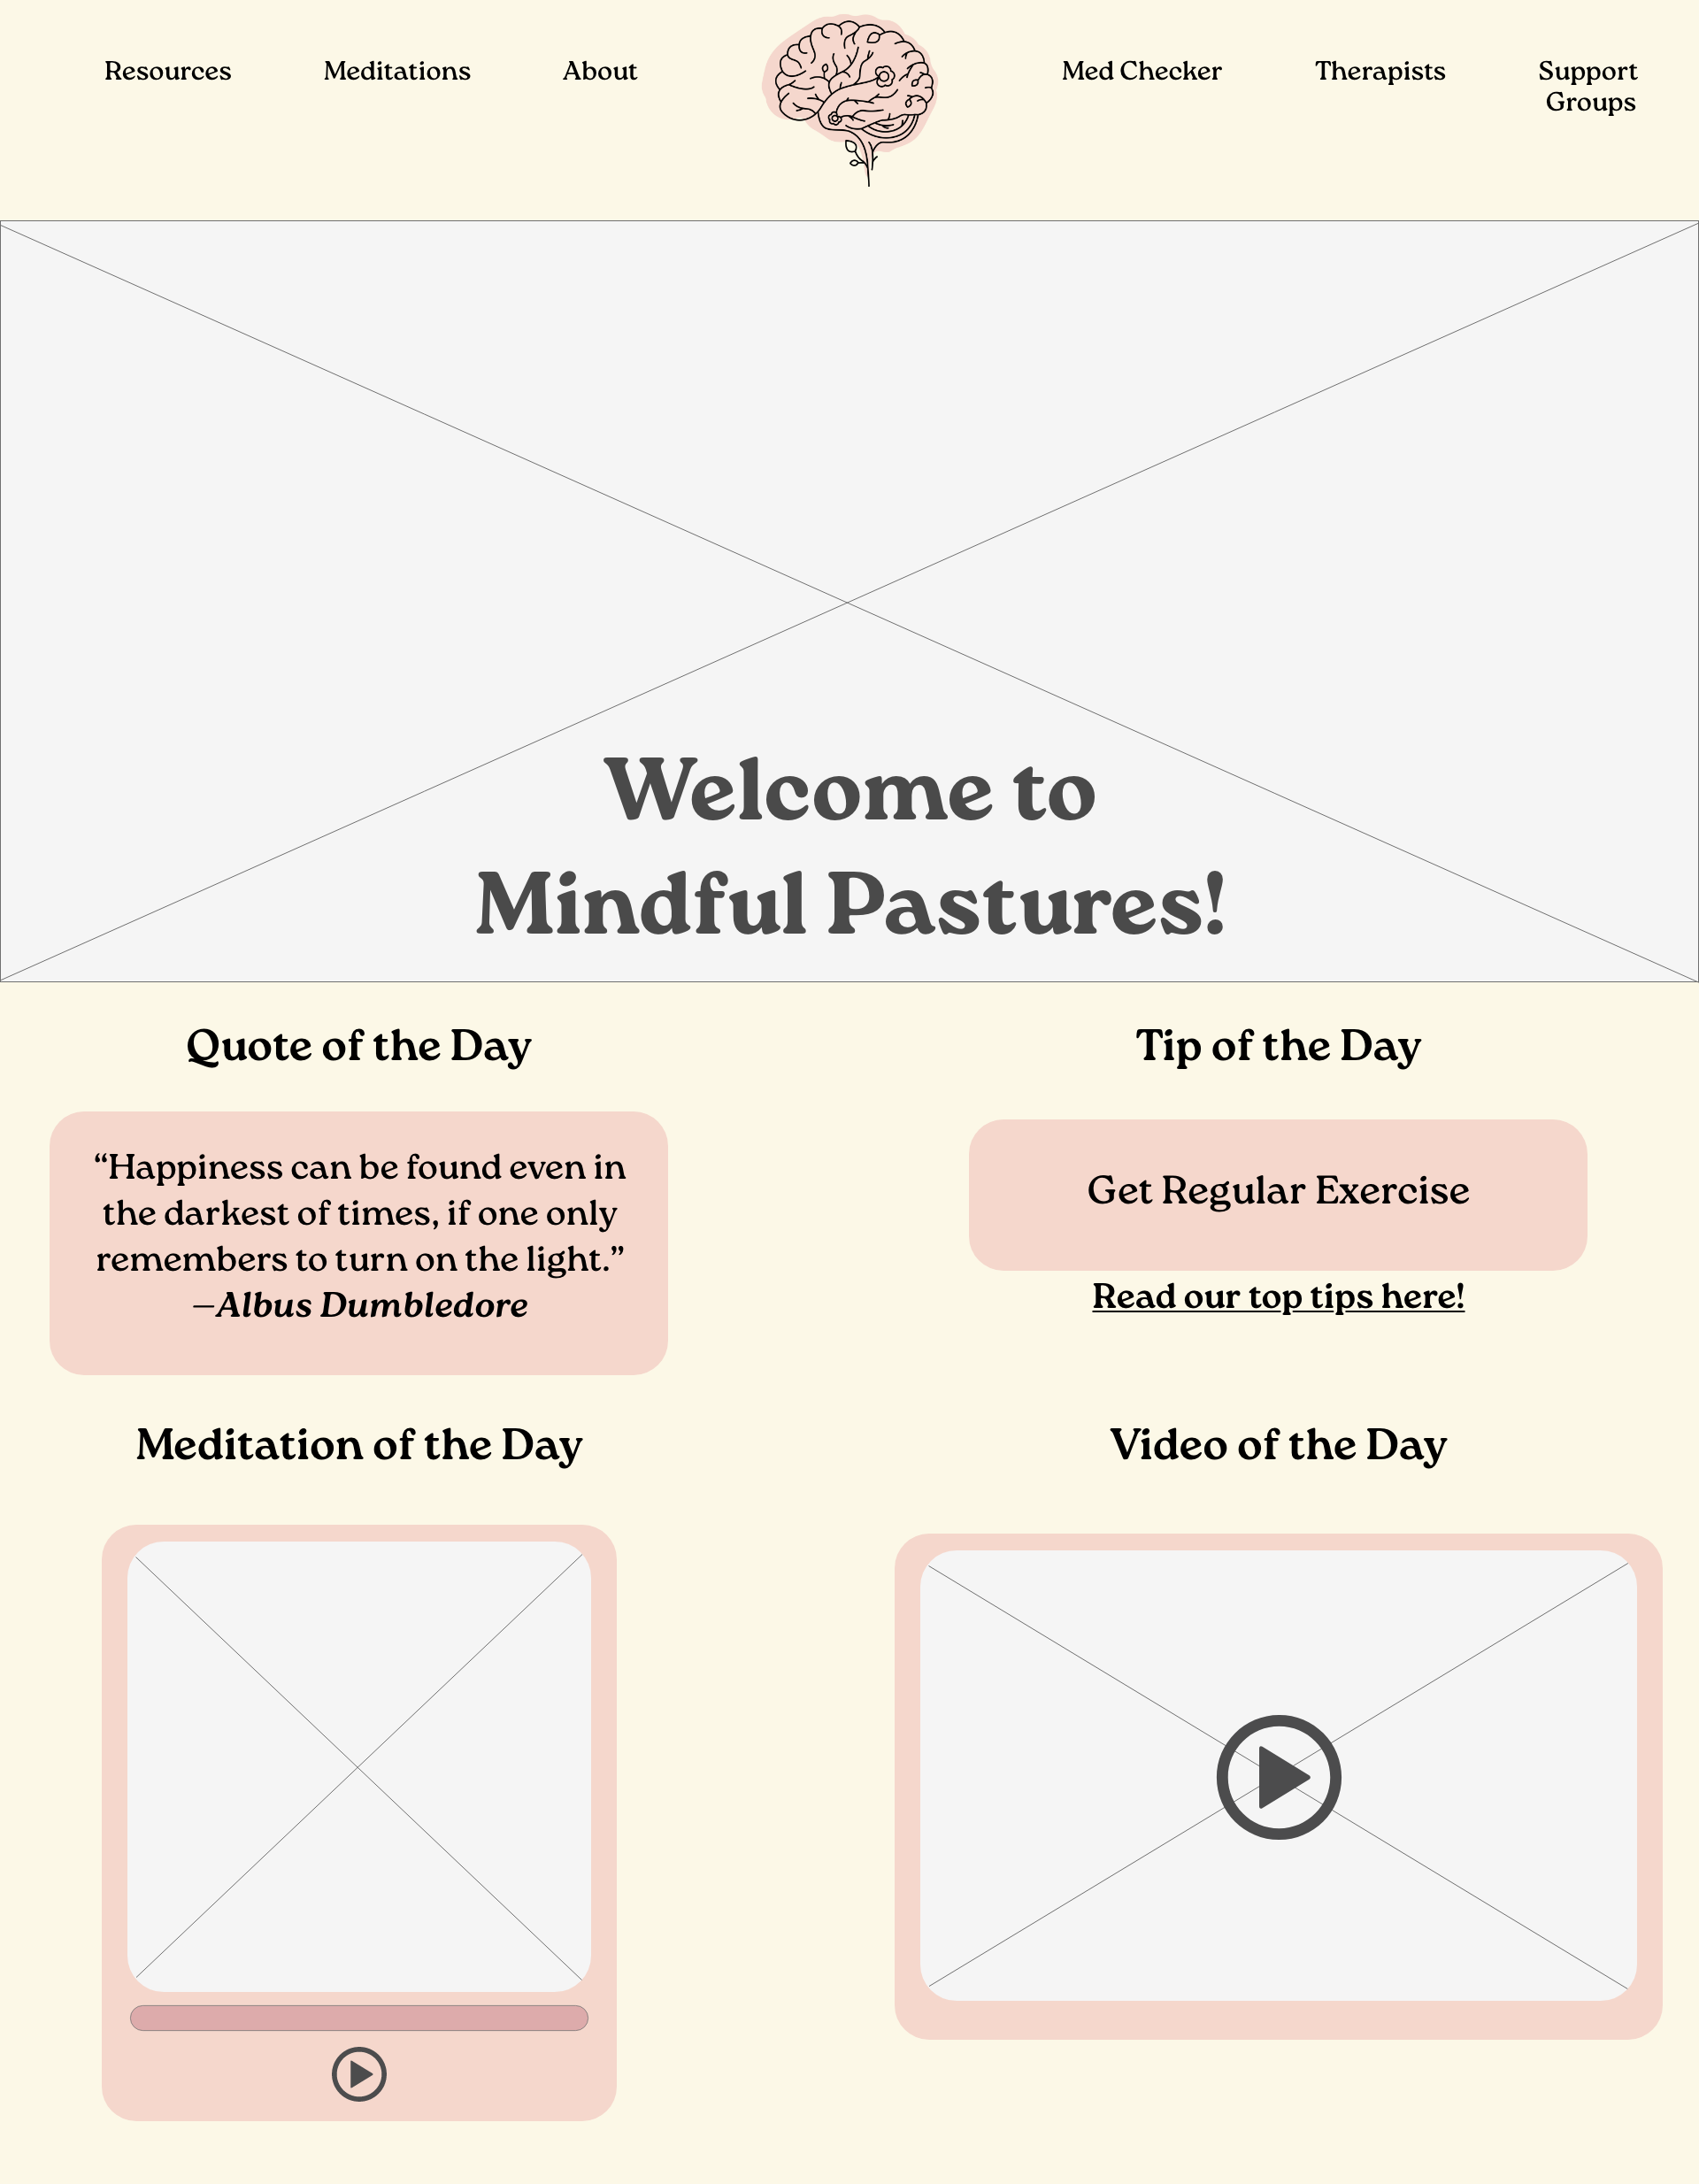 Resources
Meditations
About
Med Checker
Therapists
Support
Groups
Welcome to
Mindful Pastures!
Quote of the Day
“Happiness can be found even in
the darkest of times, if one only
remembers to turn on the light.”
—Albus Dumbledore
Tip of the Day
Get Regular Exercise
Read our top tips here!
Meditation of the Day
Video of the Day